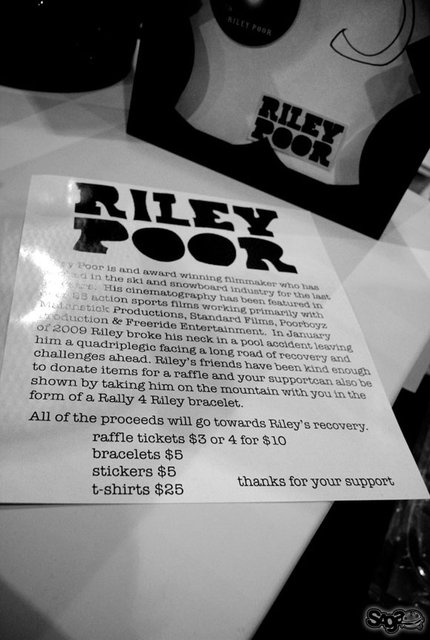 RILEY POOR
RILEY
POOR
RILEY
POOR
Poor is and award winning filmmaker who has
in the ski and snowboard industry for the last
His cinematography has been featured in
action sports films working primarily with
Productions, Standard Films, Poorboyz
& Freeride Entertainment. In January
of 2009 Riley broke his neck in a pool accident leaving
him a quadriplegic facing a long road of recovery and
challenges ahead. Riley's friends have been kind enough
to donate items for a raffle and your supportcan also be
shown by taking him on the mountain with you in the
form of a Rally 4 Riley bracelet.
All of the proceeds will go towards Riley's recovery.
raffle tickets $3 or 4 for $10
bracelets $5
stickers $5
t-shirts $25
thanks for your support